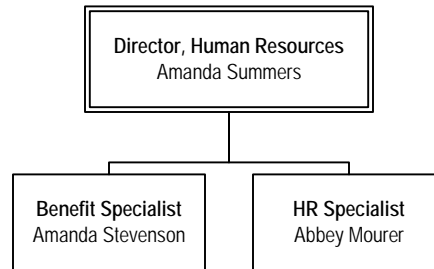 Director, Human Resources
Amanda Summers
Benefit Specialist
Amanda Stevenson
HR Specialist
Abbey Mourer